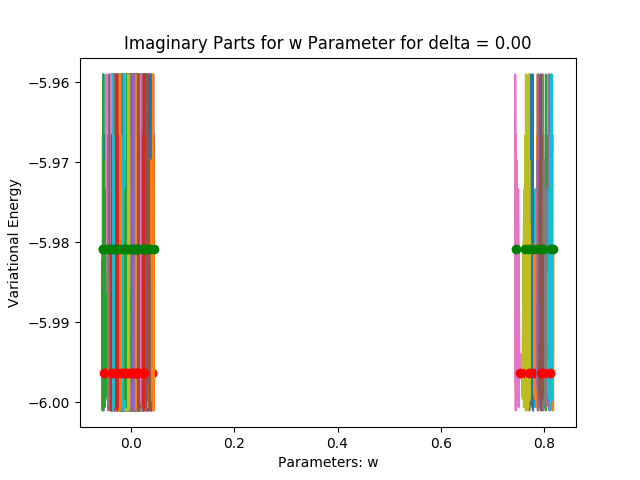 Imaginary Parts for w Parameter for delta = 0.00
Variational Energy
−5.96
−5.97
−5.98
−5.99
−6.00
0.0 0.2 0.4 0.6 0.8
Parameters: w